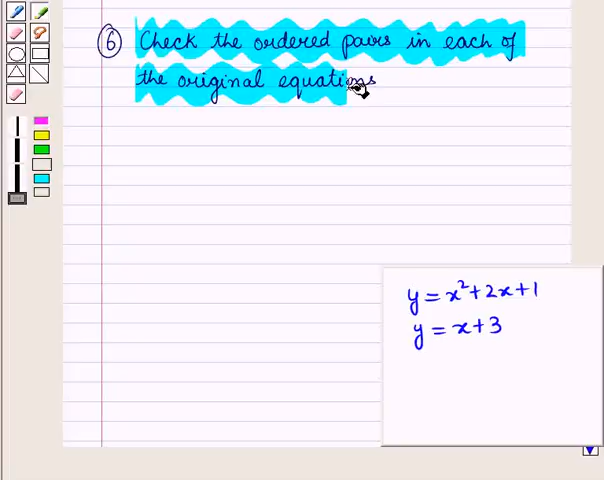 ⑥ Check the ordered pairs in each of
the original equations
y = x²+2x+1
y = x+3